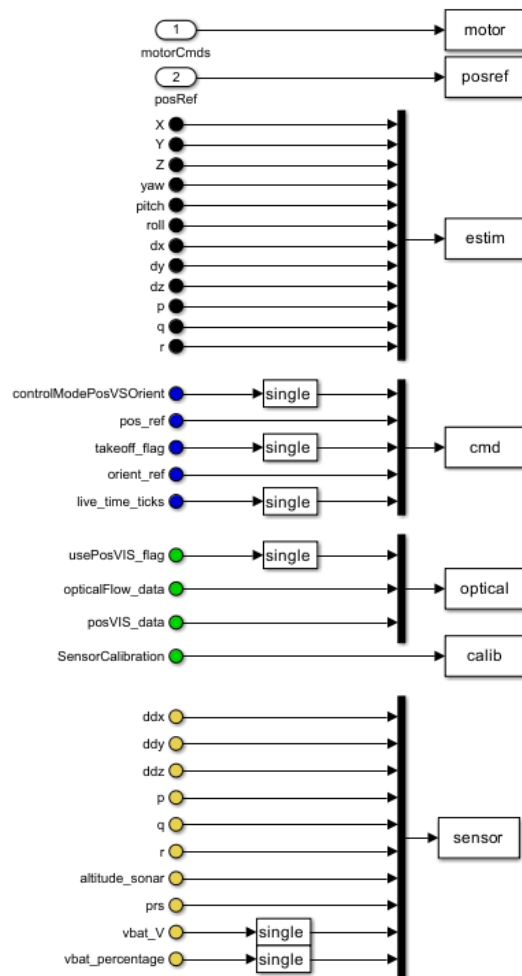 1
motorCmds
motor
2
posRef
posref
X
Y
Z
yaw
pitch
roll
dx
dy
dz
p
q
r
estim
controlModePosVSOrient
single
pos_ref
takeoff_flag
single
orient_ref
live_time_ticks
single
cmd
usePosVIS_flag
single
opticalFlow_data
posVIS_data
optical
SensorCalibration
calib
ddx
ddy
ddz
p
q
r
altitude_sonar
prs
vbat_V
single
vbat_percentage
single
sensor